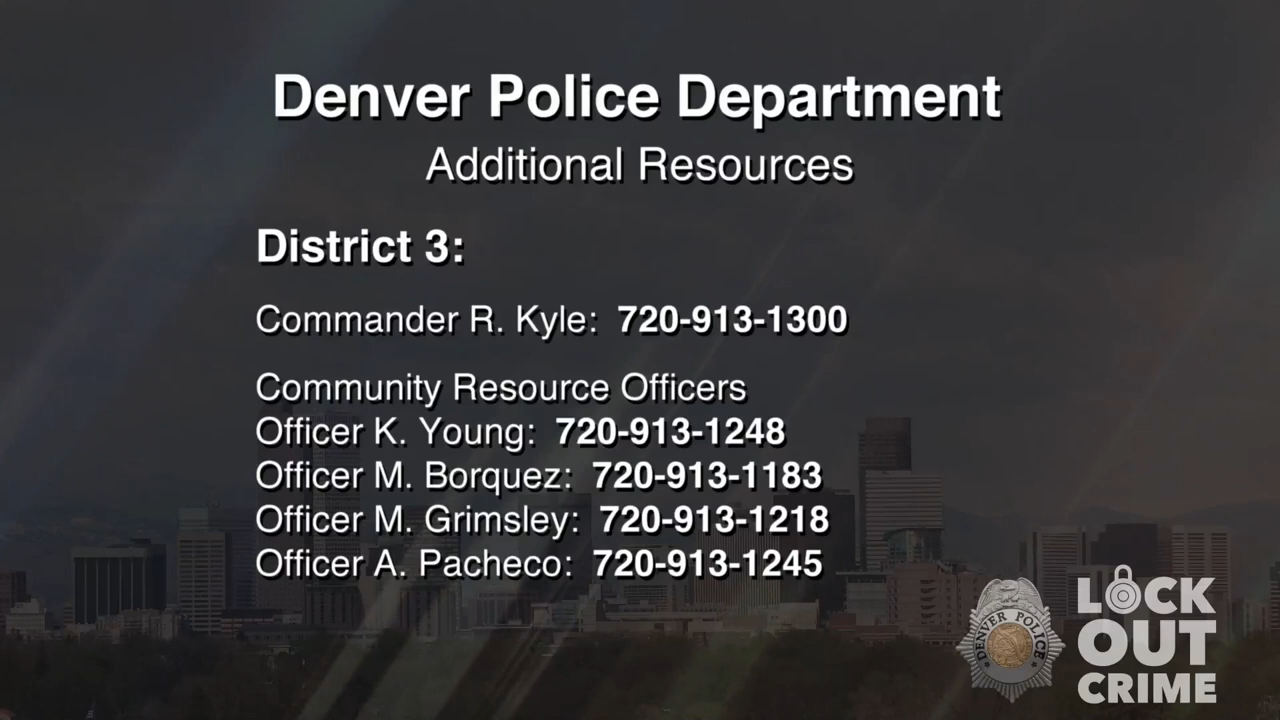 Denver Police Department
Additional Resources
District 3:
Commander R. Kyle: 720-913-1300
Community Resource Officers
Officer K. Young: 720-913-1248
Officer M. Borquez: 720-913-1183
Officer M. Grimsley: 720-913-1218
Officer A. Pacheco: 720-913-1245
DENVER POLICE
LOCK
OUT
CRIME